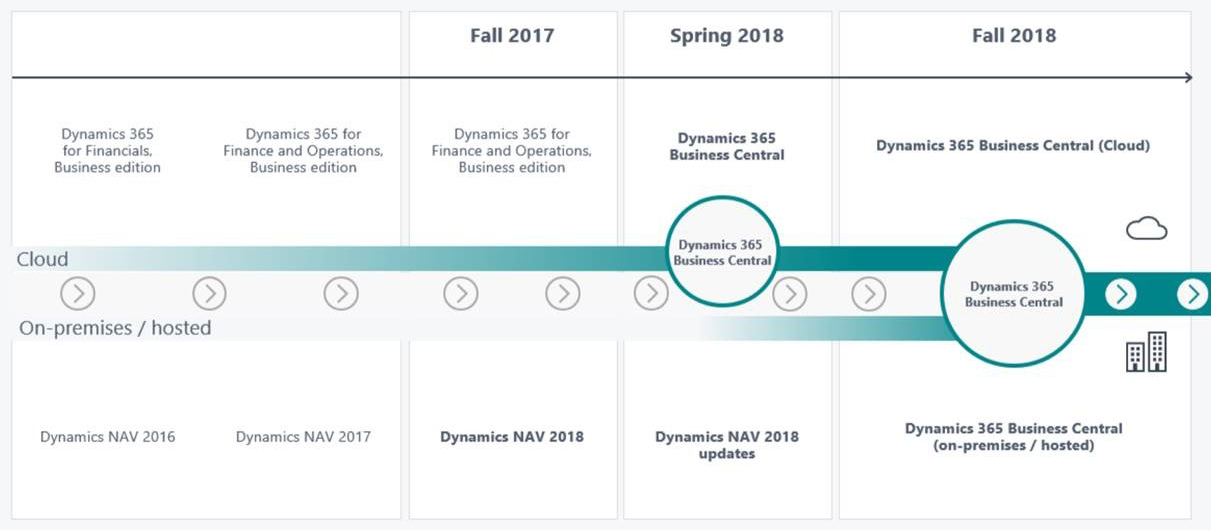 Fall 2017
Spring 2018
Fall 2018
Dynamics 365
for Financials,
Business edition
Dynamics 365 for
Finance and Operations,
Business edition
Dynamics 365 for
Finance and Operations,
Business edition
Dynamics 365
Business Central
Dynamics 365 Business Central (Cloud)
Cloud
Dynamics 365
Business Central
Dynamics 365
Business Central
On-premises / hosted
Dynamics NAV 2016
Dynamics NAV 2017
Dynamics NAV 2018
Dynamics NAV 2018
updates
Dynamics 365 Business Central
(on-premises / hosted)